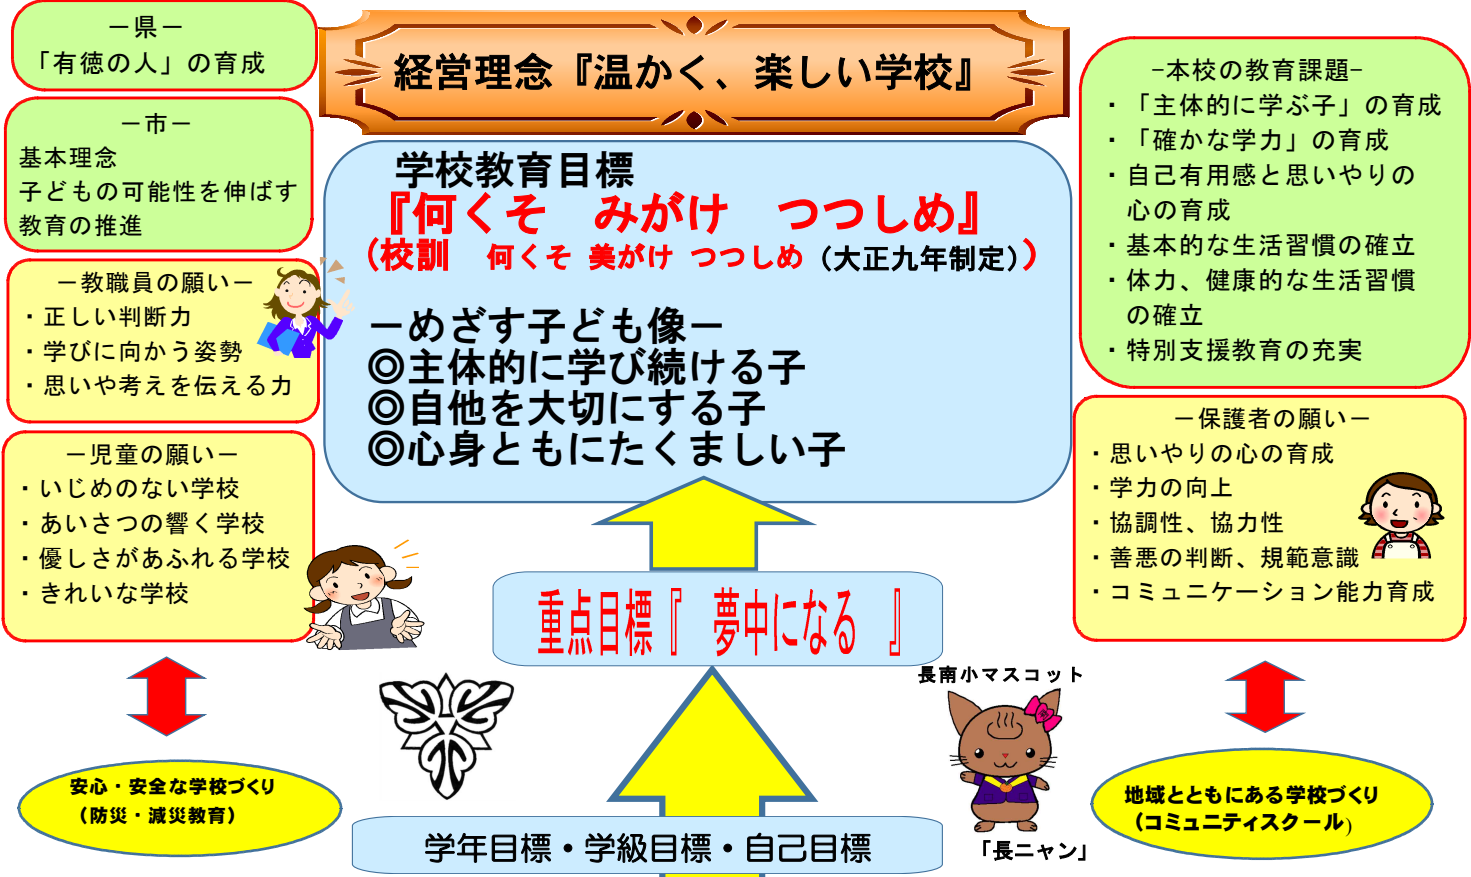 －県－
「有徳の人」の育成
－市－
基本理念
子どもの可能性を伸ばす
教育の推進
－教職員の願い－
・正しい判断力
・学びに向かう姿勢
・思いや考えを伝える力
－児童の願い－
・いじめのない学校
・あいさつの響く学校
・優しさがあふれる学校
・きれいな学校
安心・安全な学校づくり
（防災・減災教育）
経営理念『温かく、楽しい学校』
学校教育目標
『何くそ　みがけ　つつしめ』
（校訓　何くそ 美がけ つつしめ（大正九年制定））
－めざす子ども像－
◎主体的に学び続ける子
◎自他を大切にする子
◎心身ともにたくましい子
重点目標『　夢中になる　』
学年目標・学級目標・自己目標
長南小マスコット
「長ニャン」
-本校の教育課題-
・「主体的に学ぶ子」の育成
・「確かな学力」の育成
・自己有用感と思いやりの
心の育成
・基本的な生活習慣の確立
・体力、健康的な生活習慣
の確立
・特別支援教育の充実
－保護者の願い－
・思いやりの心の育成
・学力の向上
・協調性、協力性
・善悪の判断、規範意識
・コミュニケーション能力育成
地域とともにある学校づくり
（コミュニティスクール）